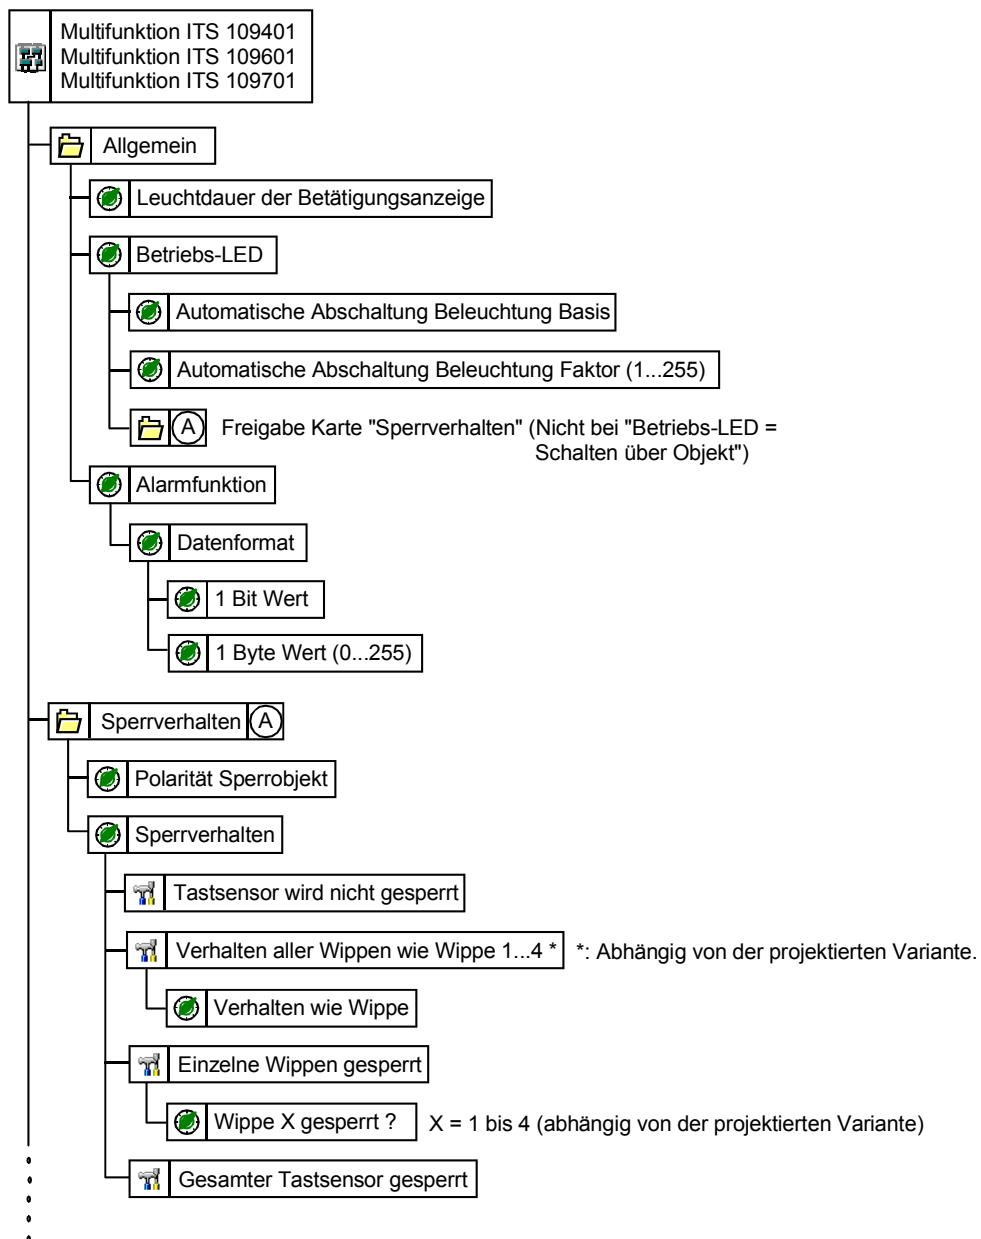 Multifunktion ITS 109401
Multifunktion ITS 109601
Multifunktion ITS 109701
Allgemein
Leuchtdauer der Betätigungsanzeige
Betriebs-LED
Automatische Abschaltung Beleuchtung Basis
Automatische Abschaltung Beleuchtung Faktor (1...255)
A Freigabe Karte "Sperrverhalten" (Nicht bei "Betriebs-LED =
Schalten über Objekt")
Alarmfunktion
Datenformat
1 Bit Wert
1 Byte Wert (0...255)
Sperrverhalten A
Polarität Sperrobjekt
Sperrverhalten
Tastsensor wird nicht gesperrt
Verhalten aller Wippen wie Wippe 1...4 * *: Abhängig von der projektierten Variante.
Verhalten wie Wippe
Einzelne Wippen gesperrt
Wippe X gesperrt ? X = 1 bis 4 (abhängig von der projektierten Variante)
Gesamter Tastsensor gesperrt